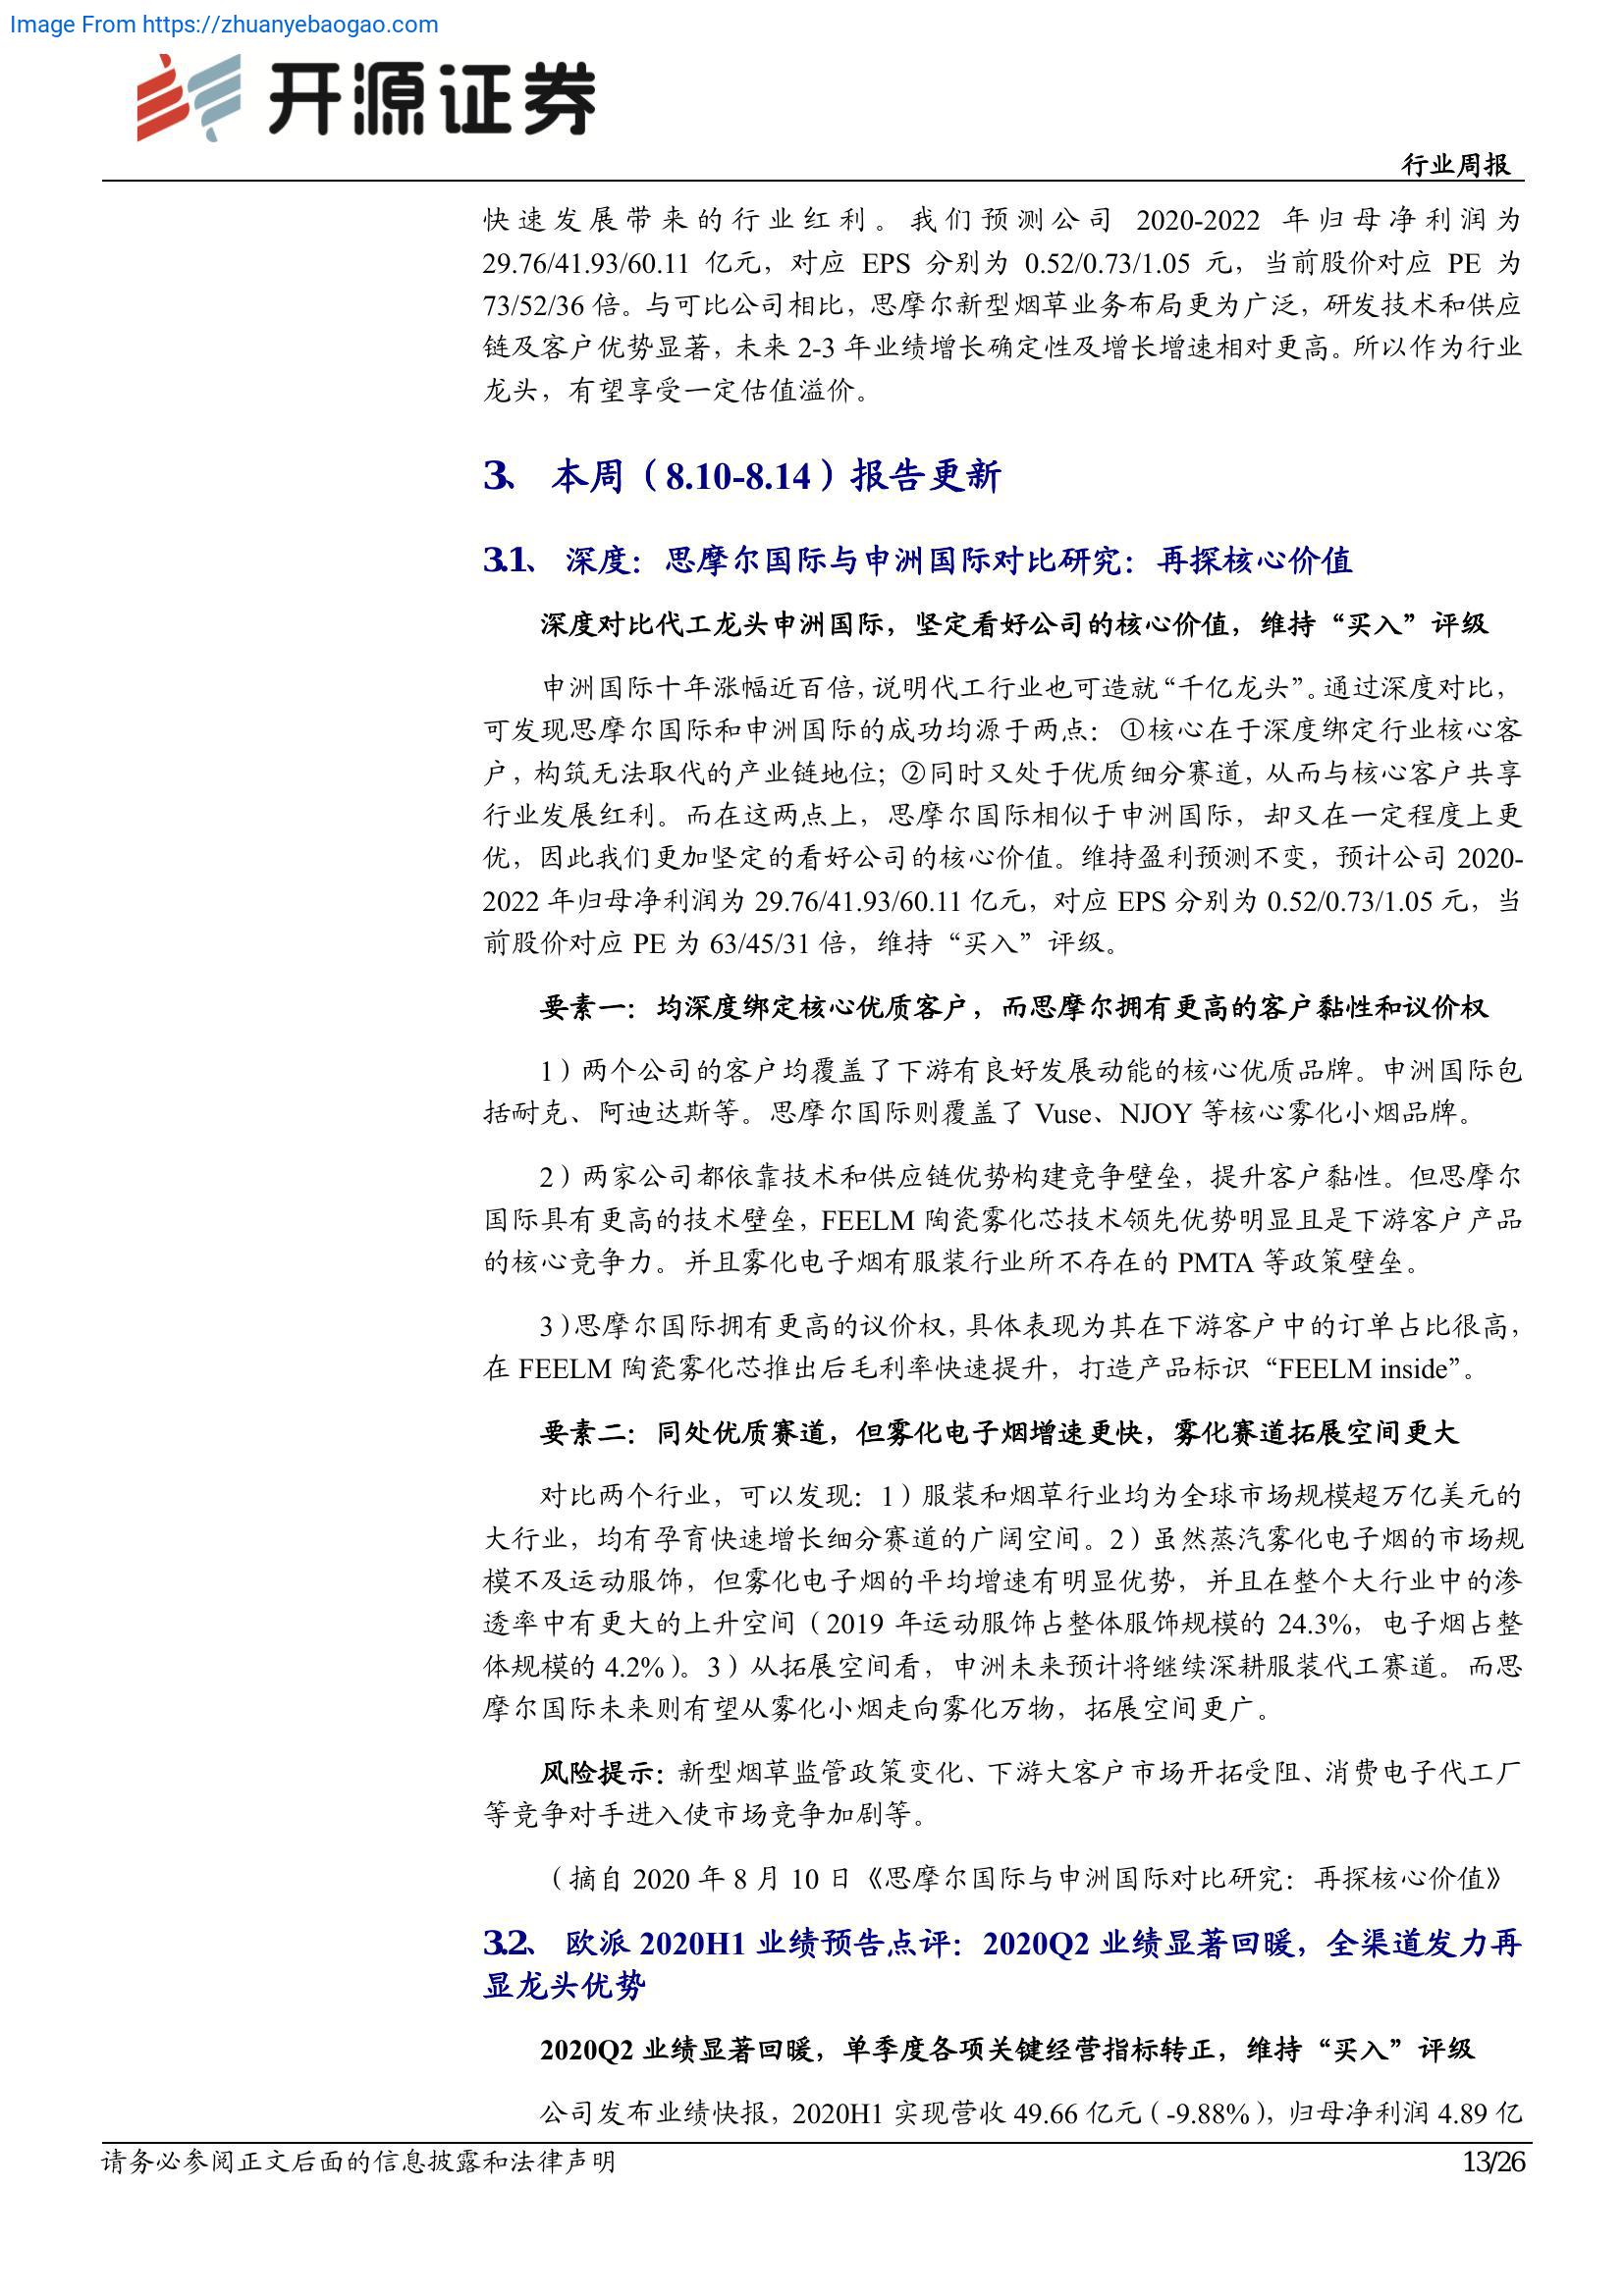 Image From https://zhuanyebaogao.com
开源证券
行业周报
快速发展带来的行业红利。我们预测公司 2020-2022 年归母净利润为
29.76/41.93/60.11 亿元，对应 EPS 分别为 0.52/0.73/1.05 元，当前股价对应 PE 为
73/52/36 倍。与可比公司相比，思摩尔新型烟草业务布局更为广泛，研发技术和供应
链及客户优势显著，未来 2-3 年业绩增长确定性及增长增速相对更高。所以作为行业
龙头，有望享受一定估值溢价。
3、 本周（8.10-8.14）报告更新
3.1、 深度：思摩尔国际与申洲国际对比研究：再探核心价值
深度对比代工龙头申洲国际，坚定看好公司的核心价值，维持“买入”评级
申洲国际十年涨幅近百倍，说明代工行业也可造就“千亿龙头”。通过深度对比，
可发现思摩尔国际和申洲国际的成功均源于两点：①核心在于深度绑定行业核心客
户，构筑无法取代的产业链地位；②同时又处于优质细分赛道，从而与核心客户共享
行业发展红利。而在这两点上，思摩尔国际相似于申洲国际，却又在一定程度上更
优，因此我们更加坚定的看好公司的核心价值。维持盈利预测不变，预计公司 2020-
2022 年归母净利润为 29.76/41.93/60.11 亿元，对应 EPS 分别为 0.52/0.73/1.05 元，当
前股价对应 PE 为 63/45/31 倍，维持“买入”评级。
要素一：均深度绑定核心优质客户，而思摩尔拥有更高的客户黏性和议价权
1）两个公司的客户均覆盖了下游有良好发展动能的核心优质品牌。申洲国际包
括耐克、阿迪达斯等。思摩尔国际则覆盖了 Vuse、NJOY 等核心雾化小烟品牌。
2）两家公司都依靠技术和供应链优势构建竞争壁垒，提升客户黏性。但思摩尔
国际具有更高的技术壁垒，FEELM 陶瓷雾化芯技术领先优势明显且是下游客户产品
的核心竞争力。并且雾化电子烟有服装行业所不存在的 PMTA 等政策壁垒。
3）思摩尔国际拥有更高的议价权，具体表现为其在下游客户中的订单占比很高，
在 FEELM 陶瓷雾化芯推出后毛利率快速提升，打造产品标识“FEELM inside”。
要素二：同处优质赛道，但雾化电子烟增速更快，雾化赛道拓展空间更大
对比两个行业，可以发现：1）服装和烟草行业均为全球市场规模超万亿美元的
大行业，均有孕育快速增长细分赛道的广阔空间。2）虽然蒸汽雾化电子烟的市场规
模不及运动服饰，但雾化电子烟的平均增速有明显优势，并且在整个大行业中的渗
透率中有更大的上升空间（2019 年运动服饰占整体服饰规模的 24.3%，电子烟占整
体规模的 4.2%）。3）从拓展空间看，申洲未来预计将继续深耕服装代工赛道。而思
摩尔国际未来则有望从雾化小烟走向雾化万物，拓展空间更广。
风险提示：新型烟草监管政策变化、下游大客户市场开拓受阻、消费电子代工厂
等竞争对手进入使市场竞争加剧等。
（摘自 2020 年 8 月 10 日《思摩尔国际与申洲国际对比研究：再探核心价值》
3.2、 欧派 2020H1 业绩预告点评：2020Q2 业绩显著回暖，全渠道发力再
显龙头优势
2020Q2 业绩显著回暖，单季度各项关键经营指标转正，维持“买入”评级
公司发布业绩快报，2020H1 实现营收 49.66 亿元（-9.88%），归母净利润 4.89 亿
请务必参阅正文后面的信息披露和法律声明
13/26